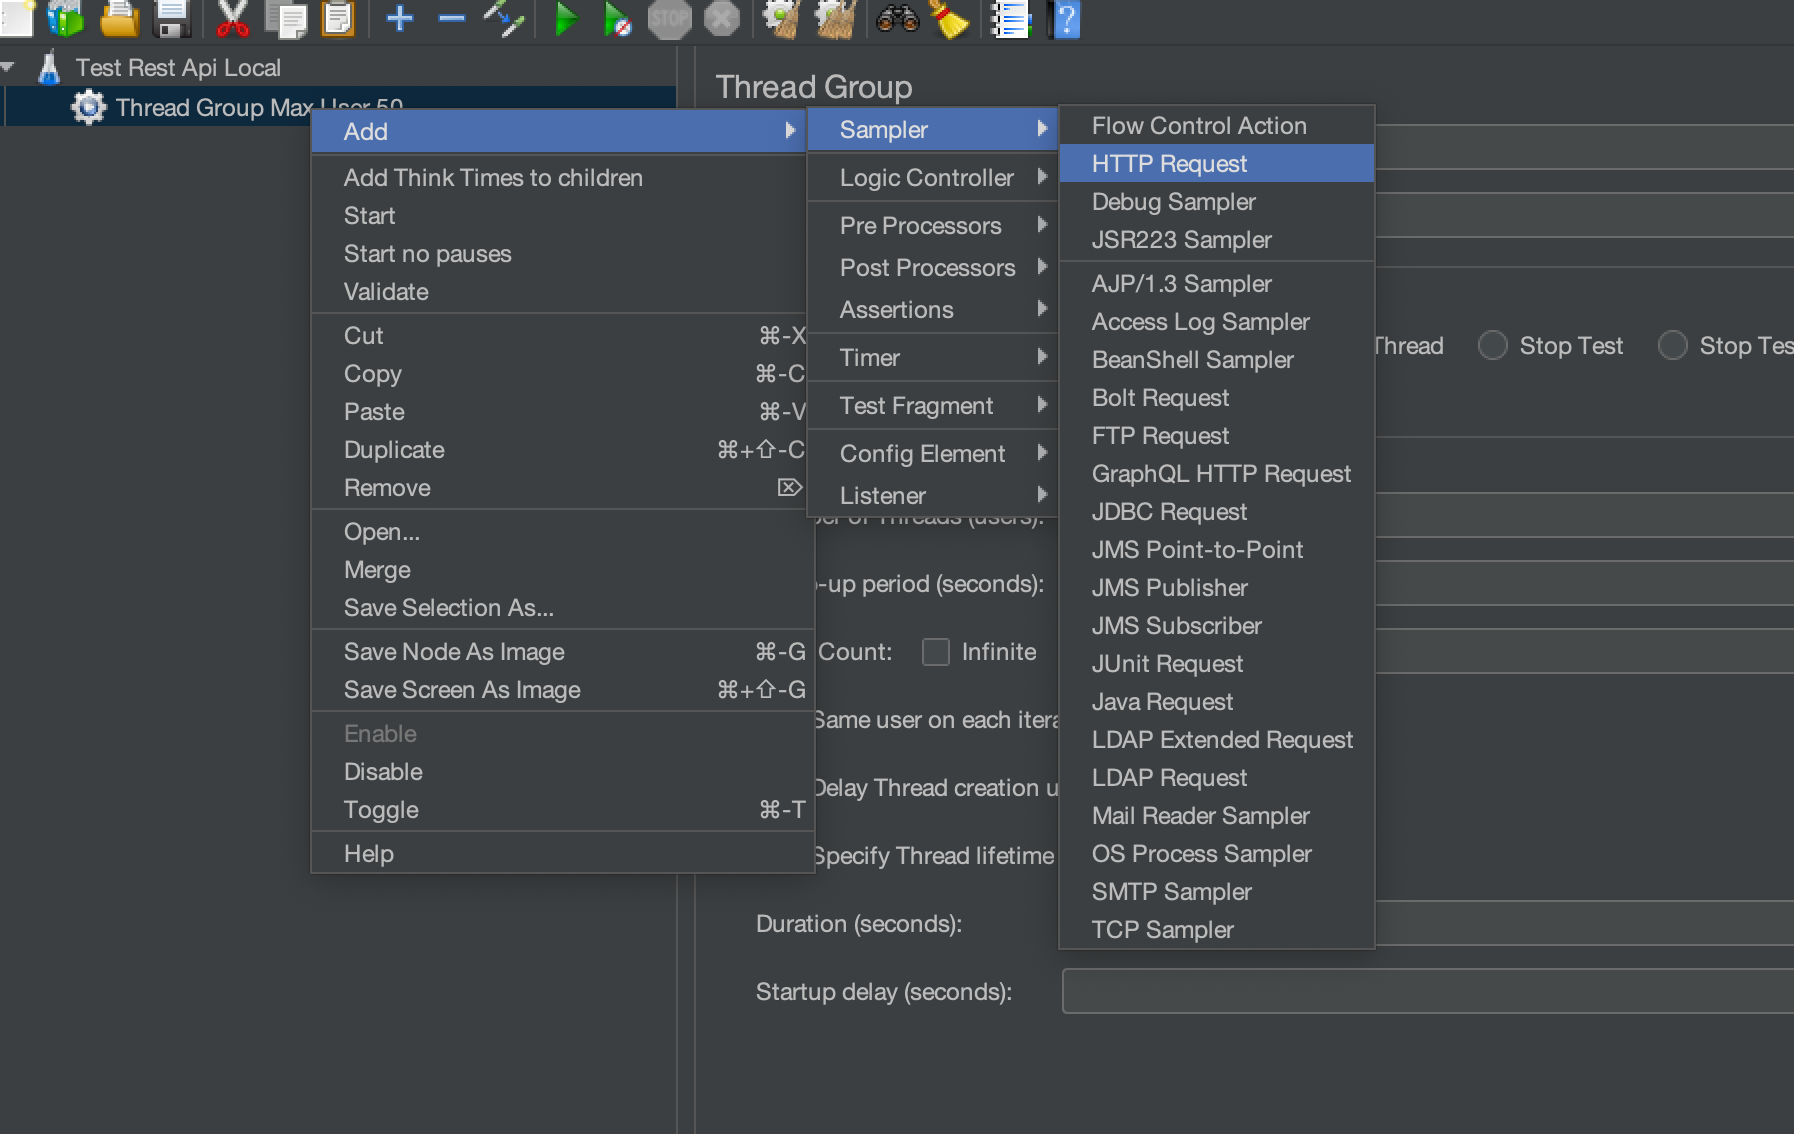 STOP
Test Rest Api Local
Thread Group Max User 50
Thread Group
Add
Add Think Times to children
Start
Start no pauses
Validate
Cut ⌘-X
Copy ⌘-C
Paste ⌘-V
Duplicate ⌘+⇧-C
Remove ⌦
Open...
Merge
Save Selection As...
Save Node As Image ⌘-G
Save Screen As Image ⌘+⇧-G
Enable
Disable
Toggle ⌘-T
Help
Sampler
Logic Controller
Pre Processors
Post Processors
Assertions
Timer
Test Fragment
Config Element
Listener
Flow Control Action
HTTP Request
Debug Sampler
JSR223 Sampler
AJP/1.3 Sampler
Access Log Sampler
BeanShell Sampler
Bolt Request
FTP Request
GraphQL HTTP Request
JDBC Request
JMS Point-to-Point
JMS Publisher
JMS Subscriber
JUnit Request
Java Request
LDAP Extended Request
LDAP Request
Mail Reader Sampler
OS Process Sampler
SMTP Sampler
TCP Sampler
Thread Stop Test Stop Tes
of Threads (users):
-up period (seconds):
Count: Infinite
Same user on each itera
Delay Thread creation u
Specify Thread lifetime
Duration (seconds):
Startup delay (seconds):